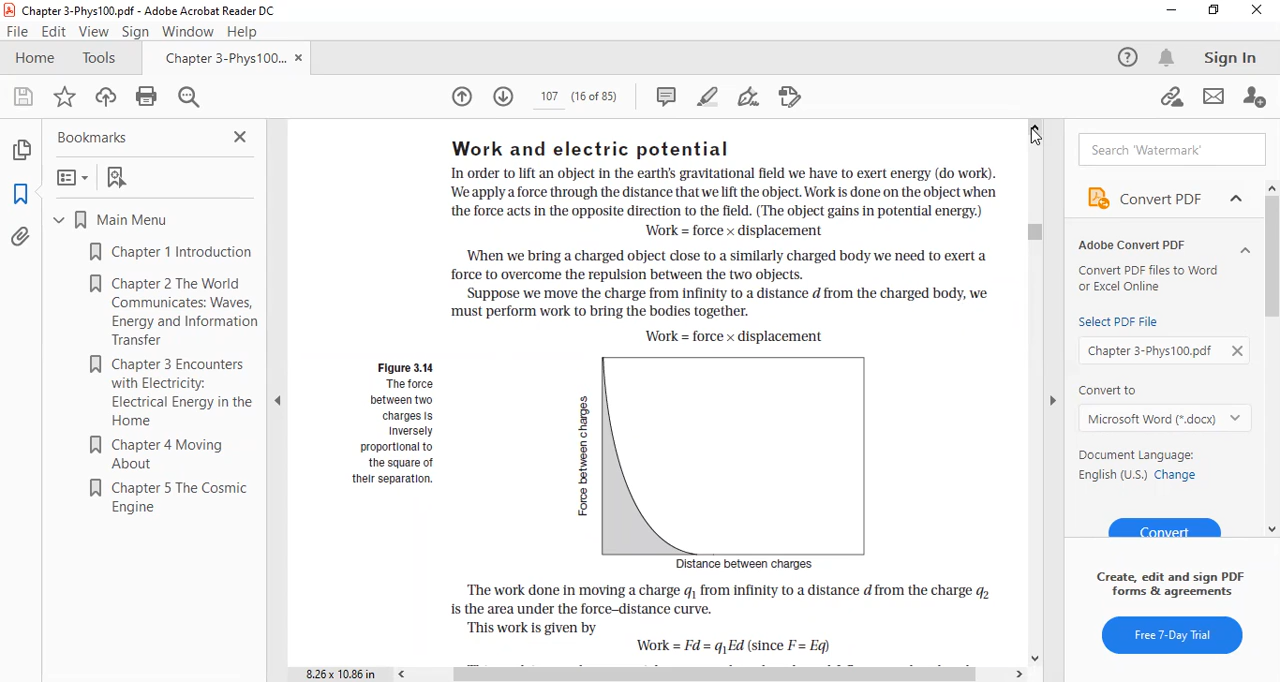 Chapter 3-Phys100.pdf - Adobe Acrobat Reader DC
File Edit View Sign Window Help
Home Tools Chapter 3-Phys100... × Sign In
107 (16 of 85)
Bookmarks
Main Menu
Chapter 1 Introduction
Chapter 2 The World
Communicates: Waves,
Energy and Information
Transfer
Chapter 3 Encounters
with Electricity:
Electrical Energy in the
Home
Chapter 4 Moving
About
Chapter 5 The Cosmic
Engine
Work and electric potential
In order to lift an object in the earth's gravitational field we have to exert energy (do work).
We apply a force through the distance that we lift the object. Work is done on the object when
the force acts in the opposite direction to the field. (The object gains in potential energy.)
Work = force × displacement
When we bring a charged object close to a similarly charged body we need to exert a
force to overcome the repulsion between the two objects.
Suppose we move the charge from infinity to a distance d from the charged body, we
must perform work to bring the bodies together.
Work = force × displacement
Figure 3.14
The force
between two
charges is
inversely
proportional to
the square of
their separation.
Force between charges
Distance between charges
The work done in moving a charge q₁ from infinity to a distance d from the charge q₂
is the area under the force–distance curve.
This work is given by
Work = Fd = q₁Ed (since F = Eq)
8.26 x 10.86 in
Search 'Watermark'
Convert PDF
Adobe Convert PDF
Convert PDF files to Word
or Excel Online
Select PDF File
Chapter 3-Phys100.pdf
Convert to
Microsoft Word (*.docx)
Document Language:
English (U.S.) Change
Convert
Create, edit and sign PDF
forms & agreements
Free 7-Day Trial